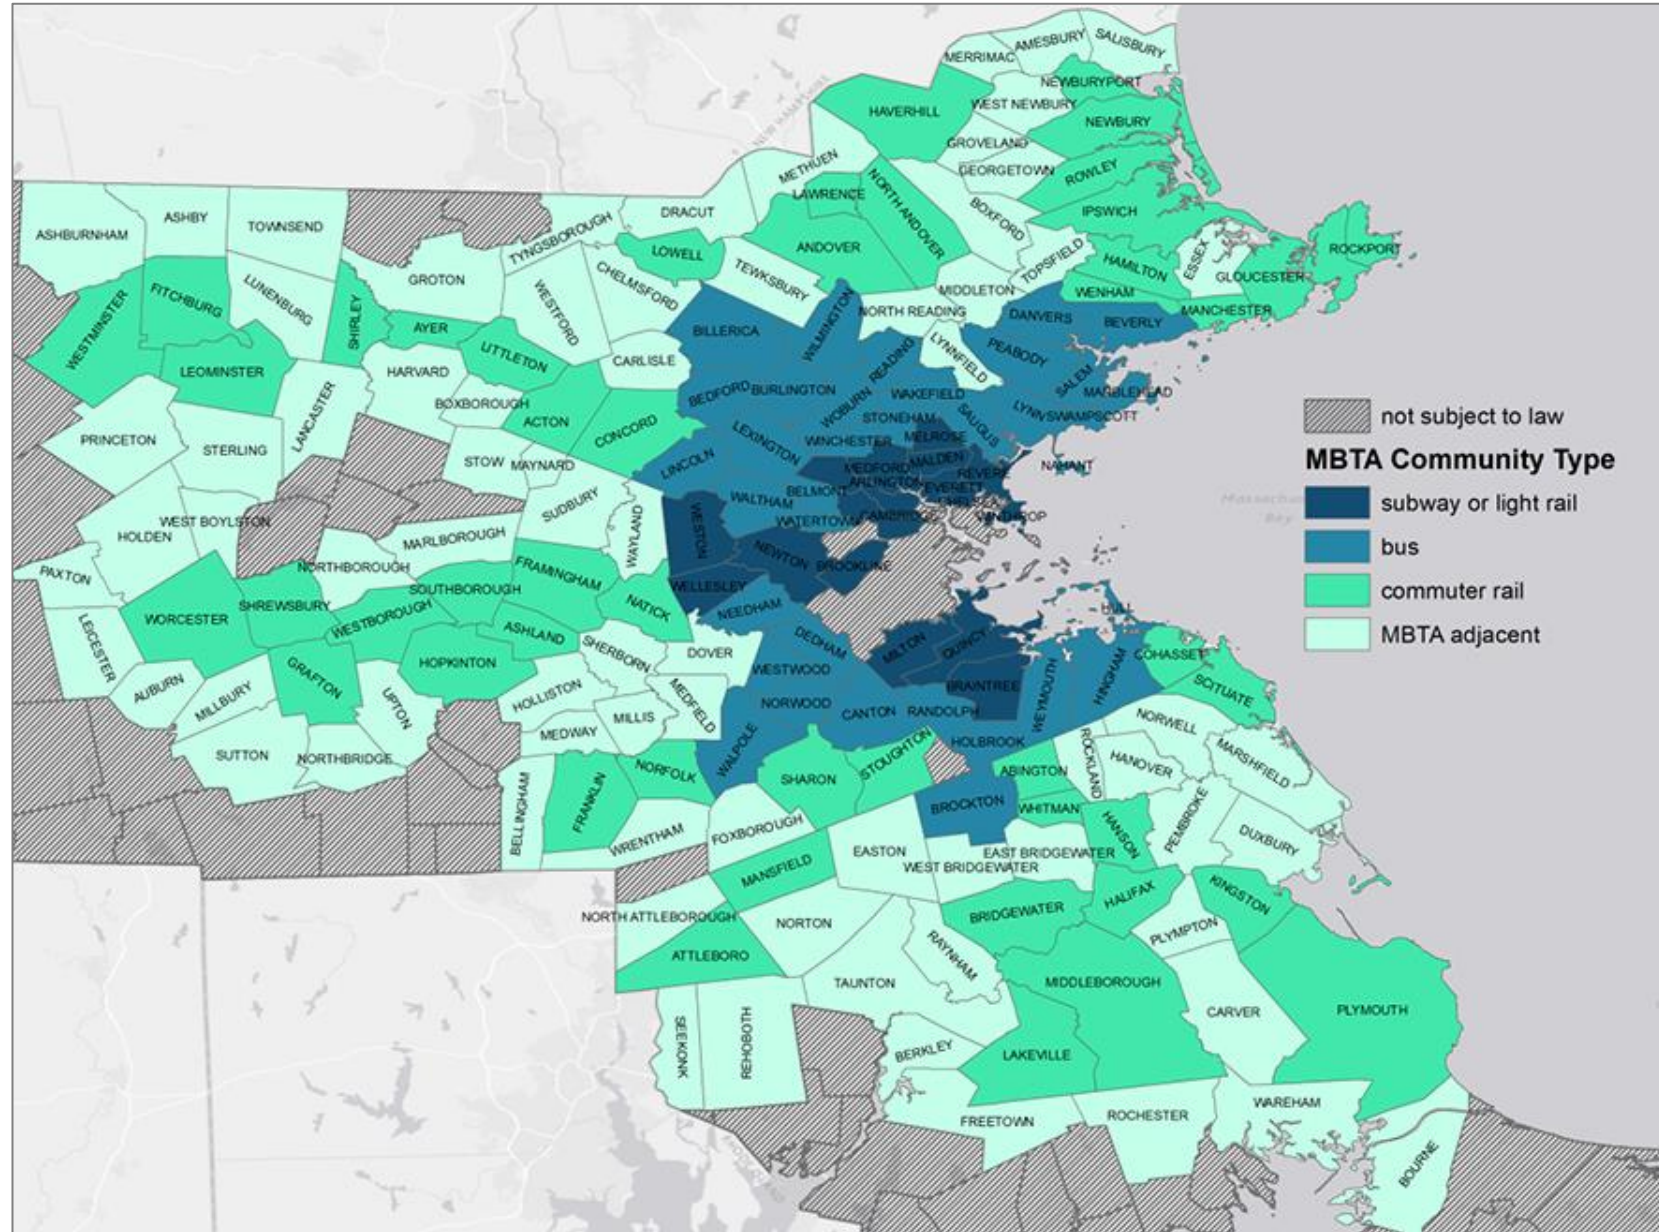 SALISBURY
AMESBURY
MERRIMAC
NEWBURYPORT
WEST NEWBURY
HAVERHILL
NEWBURY
NEW HAMPSHIRE
GROVELAND
METHUEN
GEORGETOWN
ROWLEY
LAWRENCE
NORTH ANDOVER
BOXFORD
IPSWICH
DRACUT
ASHBY
TOWNSEND
ASHBURNHAM
TYNGSBOROUGH
LOWELL
ANDOVER
TOPSFIELD
HAMILTON
ESSEX
ROCKPORT
GLOUCESTER
GROTON
CHELMSFORD
TEWKSBURY
MIDDLETON
WENHAM
FITCHBURG
LUNENBURG
WESTFORD
NORTH READING
MANCHESTER
WESTMINSTER
SHIRLEY
AYER
BILLERICA
WILMINGTON
DANVERS
BEVERLY
LITTLETON
CARLISLE
READING
LYNNFIELD
PEABODY
LEOMINSTER
HARVARD
BEDFORD
BURLINGTON
WAKEFIELD
SALEM
MARBLEHEAD
LANCASTER
BOXBOROUGH
ACTON
CONCORD
WOBURN
STONEHAM
SAUGUS
LYNN
SWAMPSCOTT
not subject to law
PRINCETON
STERLING
LEXINGTON
WINCHESTER
MELROSE
MBTA Community Type
STOW
MAYNARD
LINCOLN
MEDFORD
MALDEN
REVERE
NAHANT
ARLINGTON
EVERETT
BELMONT
CHELSEA
WALTHAM
subway or light rail
SUDBURY
WATERTOWN
CAMBRIDGE
WINTHROP
Massachusetts
Bay
WEST BOYLSTON
HOLDEN
WAYLAND
WESTON
MARLBOROUGH
NEWTON
BROOKLINE
bus
PAXTON
NORTHBOROUGH
FRAMINGHAM
SOUTHBOROUGH
WELLESLEY
commuter rail
WORCESTER
SHREWSBURY
WESTBOROUGH
NATICK
NEEDHAM
HULL
LEICESTER
ASHLAND
SHERBORN
DOVER
DEDHAM
MILTON
QUINCY
MBTA adjacent
GRAFTON
HOPKINTON
WESTWOOD
COHASSET
AUBURN
MILLBURY
UPTON
HOLLISTON
MEDFIELD
BRAINTREE
WEYMOUTH
HINGHAM
SCITUATE
NORWOOD
CANTON
RANDOLPH
MILLIS
MEDWAY
NORWELL
SUTTON
NORTHBRIDGE
WALPOLE
HOLBROOK
ROCKLAND
HANOVER
MARSHFIELD
NORFOLK
SHARON
STOUGHTON
ABINGTON
BELLINGHAM
FRANKLIN
BROCKTON
WHITMAN
HANSON
PEMBROKE
WRENTHAM
FOXBOROUGH
DUXBURY
EASTON
EAST BRIDGEWATER
WEST BRIDGEWATER
MANSFIELD
HALIFAX
KINGSTON
NORTH ATTLEBOROUGH
NORTON
BRIDGEWATER
PLYMPTON
ATTLEBORO
RAYNHAM
TAUNTON
MIDDLEBOROUGH
CARVER
PLYMOUTH
SEEKONK
REHOBOTH
BERKLEY
LAKEVILLE
FREETOWN
ROCHESTER
WAREHAM
BOURNE